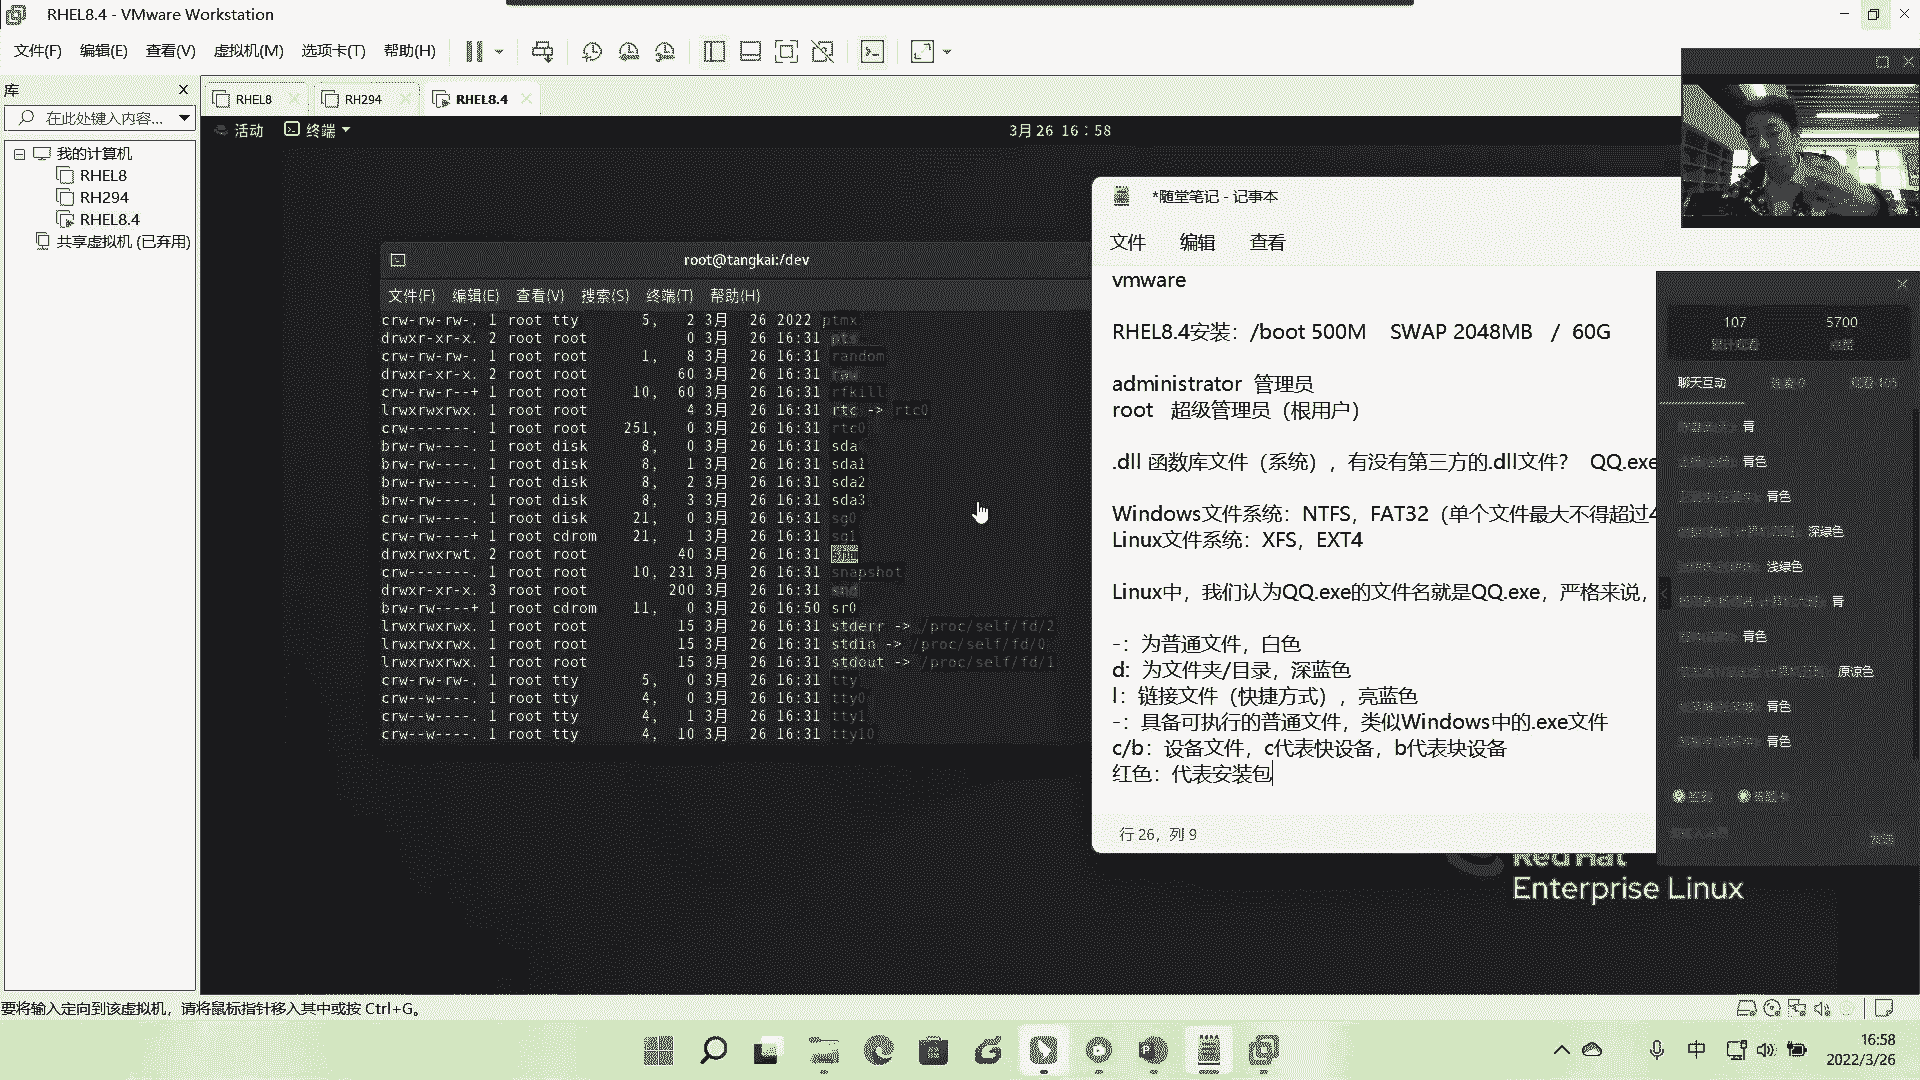 RHEL8.4 - VMware Workstation
文件(F) 编辑(E) 查看(V) 虚拟机(M) 选项卡(T) 帮助(H)
库
在此处键入内容...
我的计算机
RHEL8
RH294
RHEL8.4
共享虚拟机 (已弃用)
RHEL8 RH294 RHEL8.4
活动 终端 3月 26 16：58
root@tangkai:/dev
文件(F) 编辑(E) 查看(V) 搜索(S) 终端(T) 帮助(H)
crw-rw-rw-. 1 root tty 5, 2 3月 26 2022 ptmx
drwxr-xr-x. 2 root root 0 3月 26 16:31 pts
crw-rw-rw-. 1 root root 1, 8 3月 26 16:31 random
drwxr-xr-x. 2 root root 60 3月 26 16:31 raw
crw-rw-r--+ 1 root root 10, 60 3月 26 16:31 rfkill
lrwxrwxrwx. 1 root root 4 3月 26 16:31 rtc -> rtc0
crw-------. 1 root root 251, 0 3月 26 16:31 rtc0
brw-rw----. 1 root disk 8, 0 3月 26 16:31 sda
brw-rw----. 1 root disk 8, 1 3月 26 16:31 sda1
brw-rw----. 1 root disk 8, 2 3月 26 16:31 sda2
brw-rw----. 1 root disk 8, 3 3月 26 16:31 sda3
crw-rw----. 1 root disk 21, 0 3月 26 16:31 sg0
crw-rw----+ 1 root cdrom 21, 1 3月 26 16:31 sg1
drwxrwxrwt. 2 root root 40 3月 26 16:31 shm
crw-------. 1 root root 10, 231 3月 26 16:31 snapshot
drwxr-xr-x. 3 root root 200 3月 26 16:31 snd
brw-rw----+ 1 root cdrom 11, 0 3月 26 16:50 sr0
lrwxrwxrwx. 1 root root 15 3月 26 16:31 stderr -> /proc/self/fd/2
lrwxrwxrwx. 1 root root 15 3月 26 16:31 stdin -> /proc/self/fd/0
lrwxrwxrwx. 1 root root 15 3月 26 16:31 stdout -> /proc/self/fd/1
crw-rw-rw-. 1 root tty 5, 0 3月 26 16:31 tty
crw--w----. 1 root tty 4, 0 3月 26 16:31 tty0
crw--w----. 1 root tty 4, 1 3月 26 16:31 tty1
crw--w----. 1 root tty 4, 10 3月 26 16:31 tty10
*随堂笔记 - 记事本
文件 编辑 查看
vmware
RHEL8.4安装：/boot 500M SWAP 2048MB / 60G
administrator 管理员
root 超级管理员（根用户）
.dll 函数库文件（系统），有没有第三方的.dll文件？ QQ.exe
Windows文件系统：NTFS，FAT32（单个文件最大不得超过4
Linux文件系统：XFS，EXT4
Linux中，我们认为QQ.exe的文件名就是QQ.exe，严格来说，
-：为普通文件，白色
d：为文件夹/目录，深蓝色
l：链接文件（快捷方式），亮蓝色
-：具备可执行的普通文件，类似Windows中的.exe文件
c/b：设备文件，c代表快设备，b代表块设备
红色：代表安装包
行 26，列 9
107 5700
聊天互动
青
青色
青色
深绿色
浅绿色
青
青色
原凉色
青色
青色
Red Hat
Enterprise Linux
要将输入定向到该虚拟机，请将鼠标指针移入其中或按 Ctrl+G。
中
16:58
2022/3/26